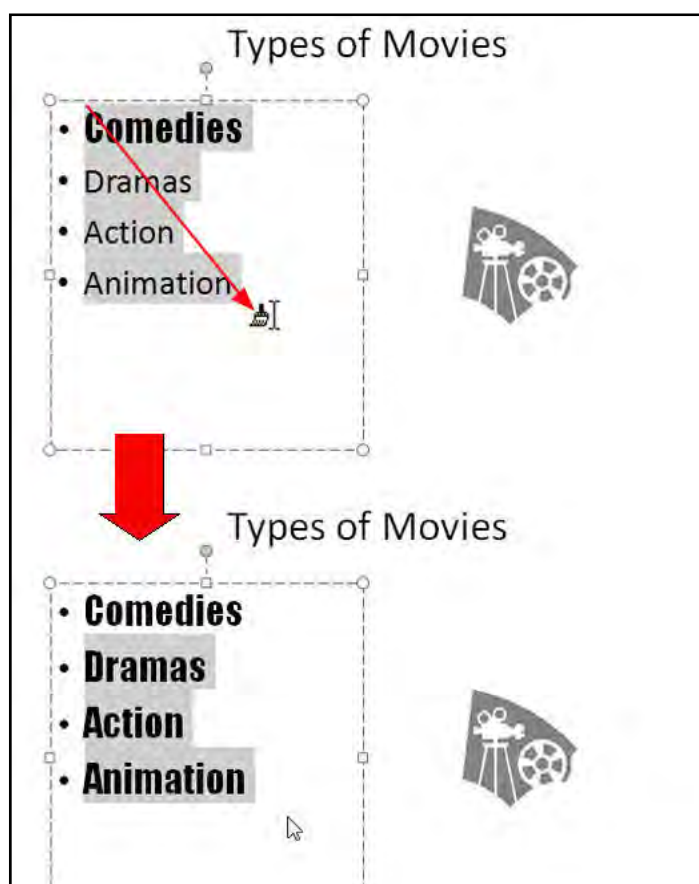 Types of Movies
• Comedies
• Dramas
• Action
• Animation
Types of Movies
• Comedies
• Dramas
• Action
• Animation